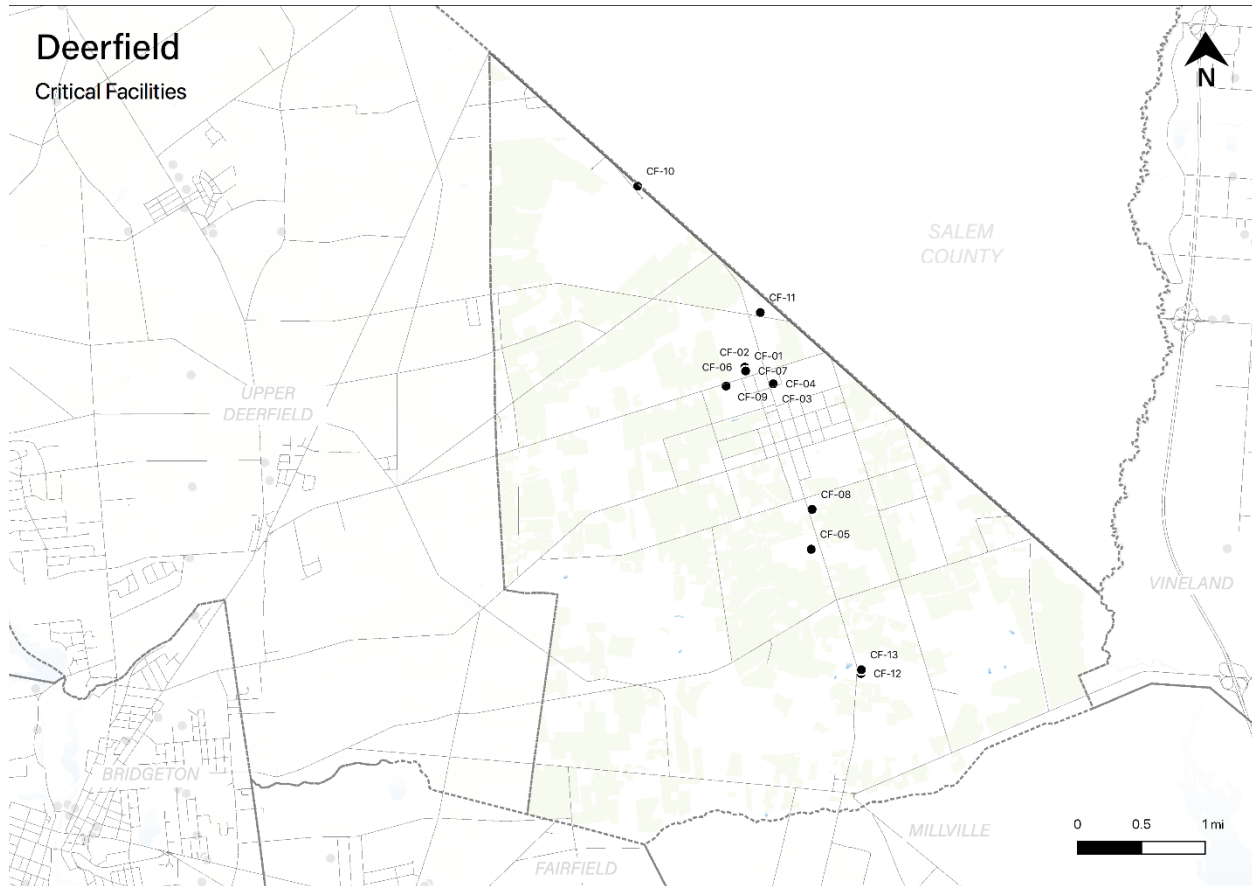 Deerfield
Critical Facilities
N
CF-10
SALEM
COUNTY
CF-11
CF-02
CF-01
CF-06
CF-07
CF-04
CF-09
CF-03
UPPER
DEERFIELD
CF-08
CF-05
VINELAND
CF-13
CF-12
BRIDGETON
0 0.5 1 mi
MILLVILLE
FAIRFIELD